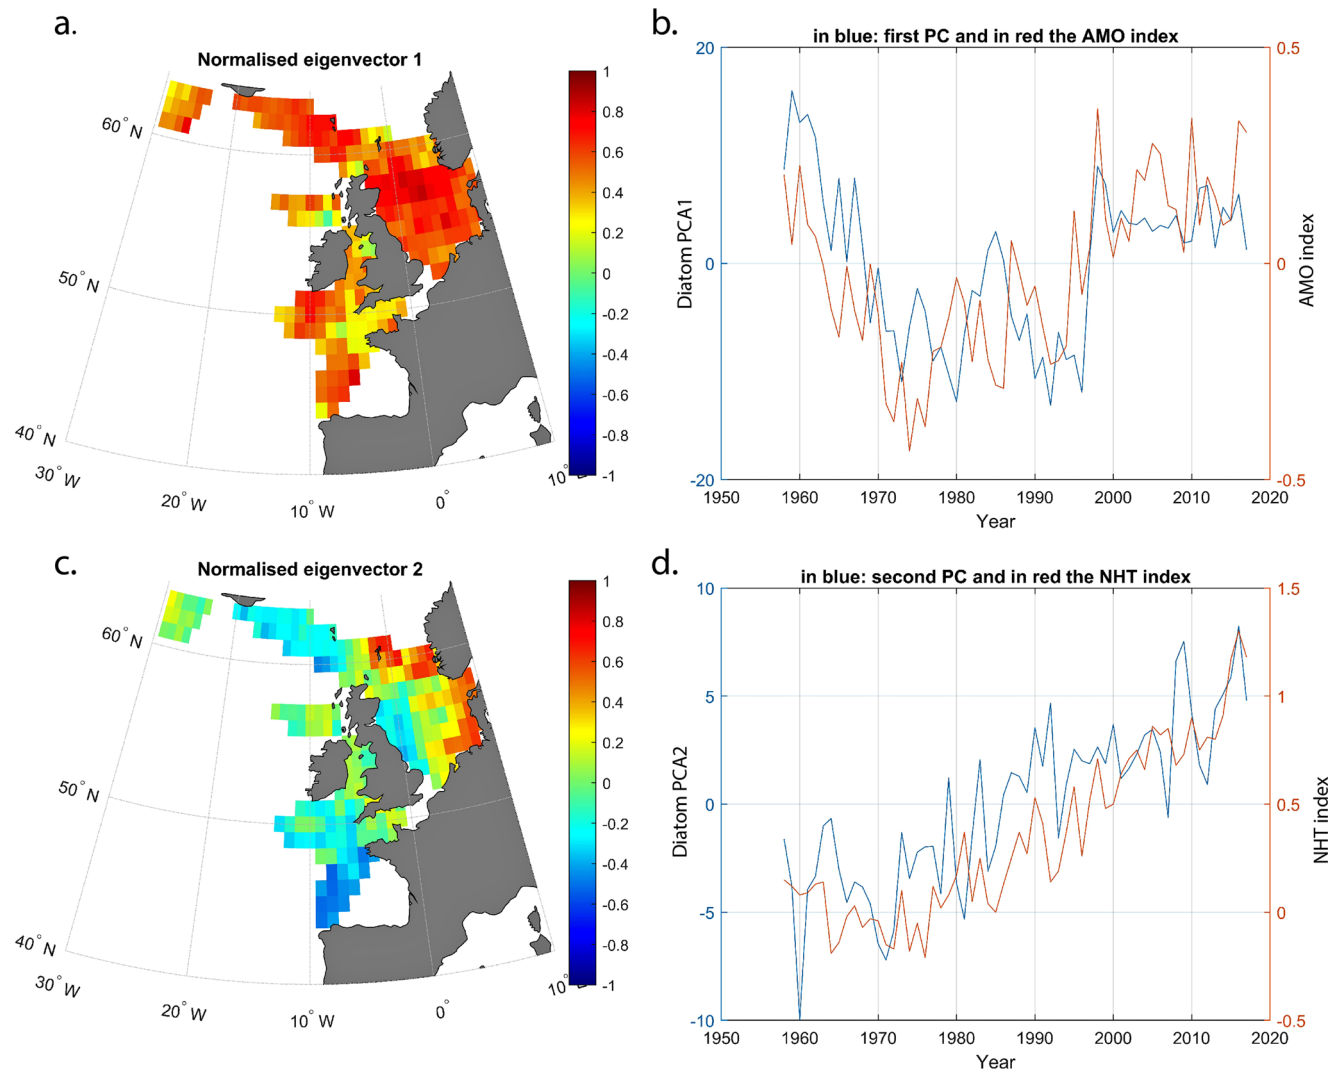 a.
Normalised eigenvector 1
60° N
50° N
40° N
30° W
20° W
10° W
0°
10°
1
0.8
0.6
0.4
0.2
0
-0.2
-0.4
-0.6
-0.8
-1
b.
in blue: first PC and in red the AMO index
20
10
0
-10
-20
Diatom PCA1
0.5
0
-0.5
AMO index
1950 1960 1970 1980 1990 2000 2010 2020
Year
c.
Normalised eigenvector 2
60° N
50° N
40° N
30° W
20° W
10° W
0°
10°
1
0.8
0.6
0.4
0.2
0
-0.2
-0.4
-0.6
-0.8
-1
d.
in blue: second PC and in red the NHT index
10
5
0
-5
-10
Diatom PCA2
1.5
1
0.5
0
-0.5
NHT index
1950 1960 1970 1980 1990 2000 2010 2020
Year